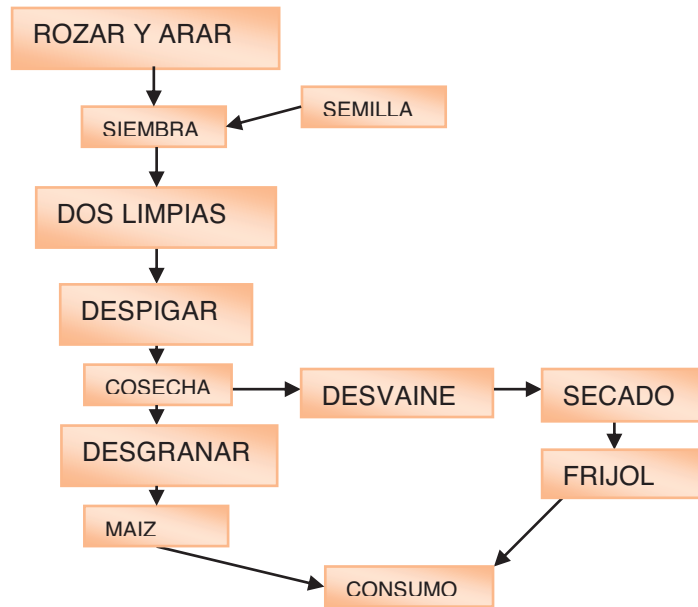 ROZAR Y ARAR
SEMILLA
SIEMBRA
DOS LIMPIAS
DESPIGAR
COSECHA
DESVAINE
SECADO
DESGRANAR
FRIJOL
MAIZ
CONSUMO